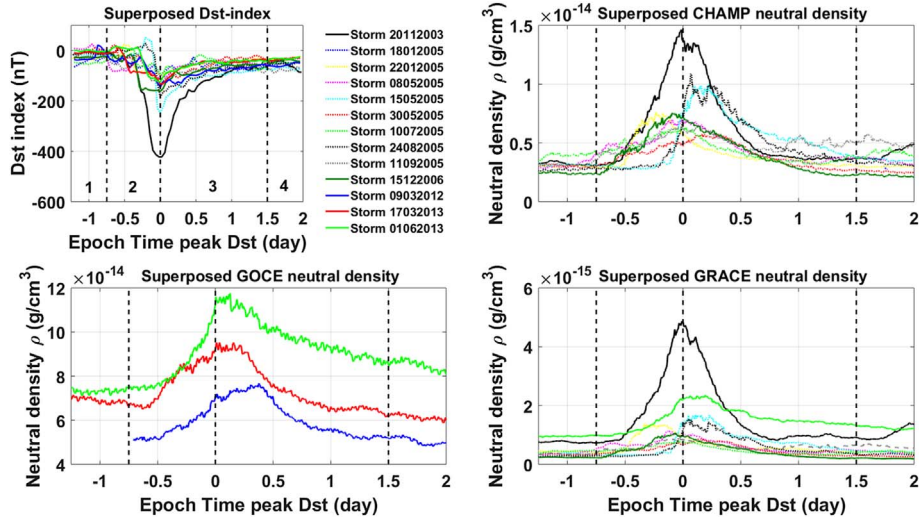 Superposed Dst-index
Dst index (nT)
0
-200
-400
-600
1
2
3
4
-1
-0.5
0
0.5
1
1.5
2
Epoch Time peak Dst (day)
Storm 20112003
Storm 18012005
Storm 22012005
Storm 08052005
Storm 15052005
Storm 30052005
Storm 10072005
Storm 24082005
Storm 11092005
Storm 15122006
Storm 09032012
Storm 17032013
Storm 01062013
×10⁻¹⁴
Superposed CHAMP neutral density
Neutral density ρ (g/cm³)
1.5
1
0.5
0
-1
-0.5
0
0.5
1
1.5
2
Epoch Time peak Dst (day)
×10⁻¹⁴
Superposed GOCE neutral density
Neutral density ρ (g/cm³)
12
10
8
6
4
-1
-0.5
0
0.5
1
1.5
2
Epoch Time peak Dst (day)
×10⁻¹⁵
Superposed GRACE neutral density
Neutral density ρ (g/cm³)
6
4
2
0
-1
-0.5
0
0.5
1
1.5
2
Epoch Time peak Dst (day)